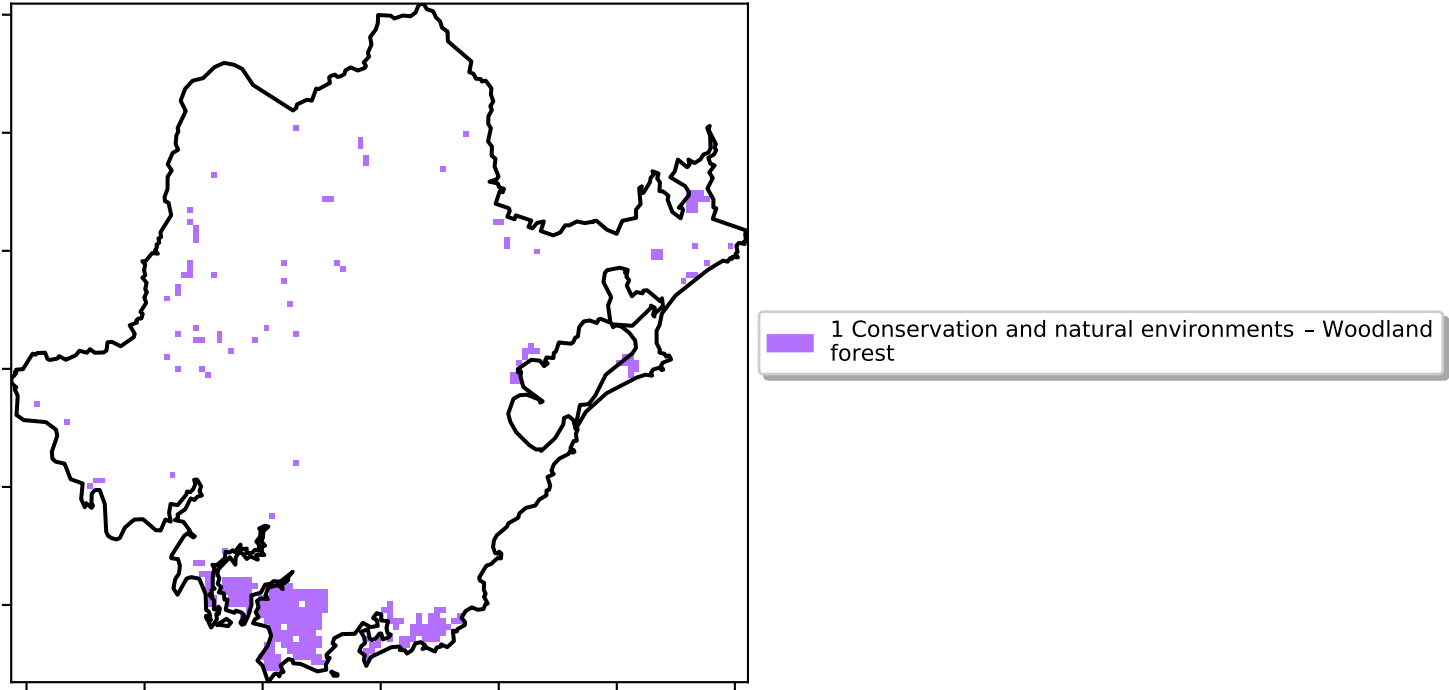 1 Conservation and natural environments – Woodland
forest